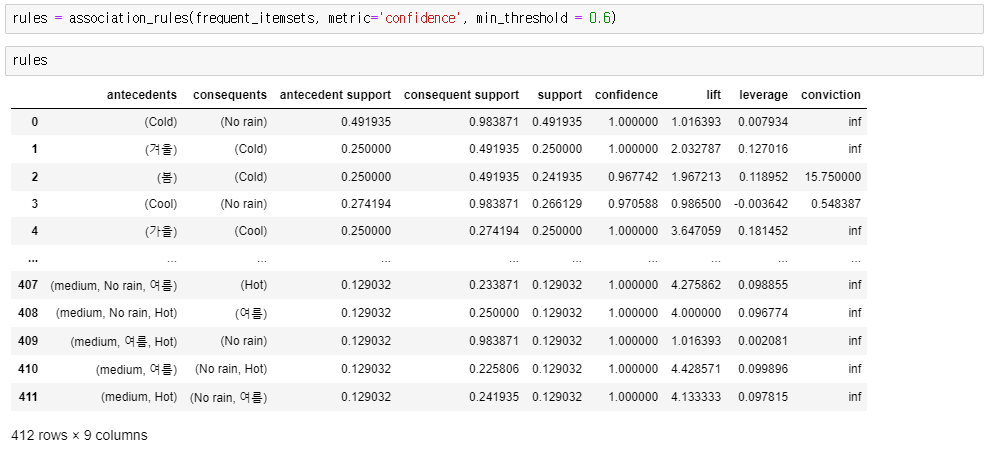 rules = association_rules(frequent_itemsets, metric='confidence', min_threshold = 0.6)
rules
antecedents consequents antecedent support consequent support support confidence lift leverage conviction
0 (Cold) (No rain) 0.491935 0.983871 0.491935 1.000000 1.016393 0.007934 inf
1 (겨울) (Cold) 0.250000 0.491935 0.250000 1.000000 2.032787 0.127016 inf
2 (봄) (Cold) 0.250000 0.491935 0.241935 0.967742 1.967213 0.118952 15.750000
3 (Cool) (No rain) 0.274194 0.983871 0.266129 0.970588 0.986500 -0.003642 0.548387
4 (가을) (Cool) 0.250000 0.274194 0.250000 1.000000 3.647059 0.181452 inf
... ... ... ... ... ... ... ... ... ...
407 (medium, No rain, 여름) (Hot) 0.129032 0.233871 0.129032 1.000000 4.275862 0.098855 inf
408 (medium, No rain, Hot) (여름) 0.129032 0.250000 0.129032 1.000000 4.000000 0.096774 inf
409 (medium, 여름, Hot) (No rain) 0.129032 0.983871 0.129032 1.000000 1.016393 0.002081 inf
410 (medium, 여름) (No rain, Hot) 0.129032 0.225806 0.129032 1.000000 4.428571 0.099896 inf
411 (medium, Hot) (No rain, 여름) 0.129032 0.241935 0.129032 1.000000 4.133333 0.097815 inf
412 rows × 9 columns